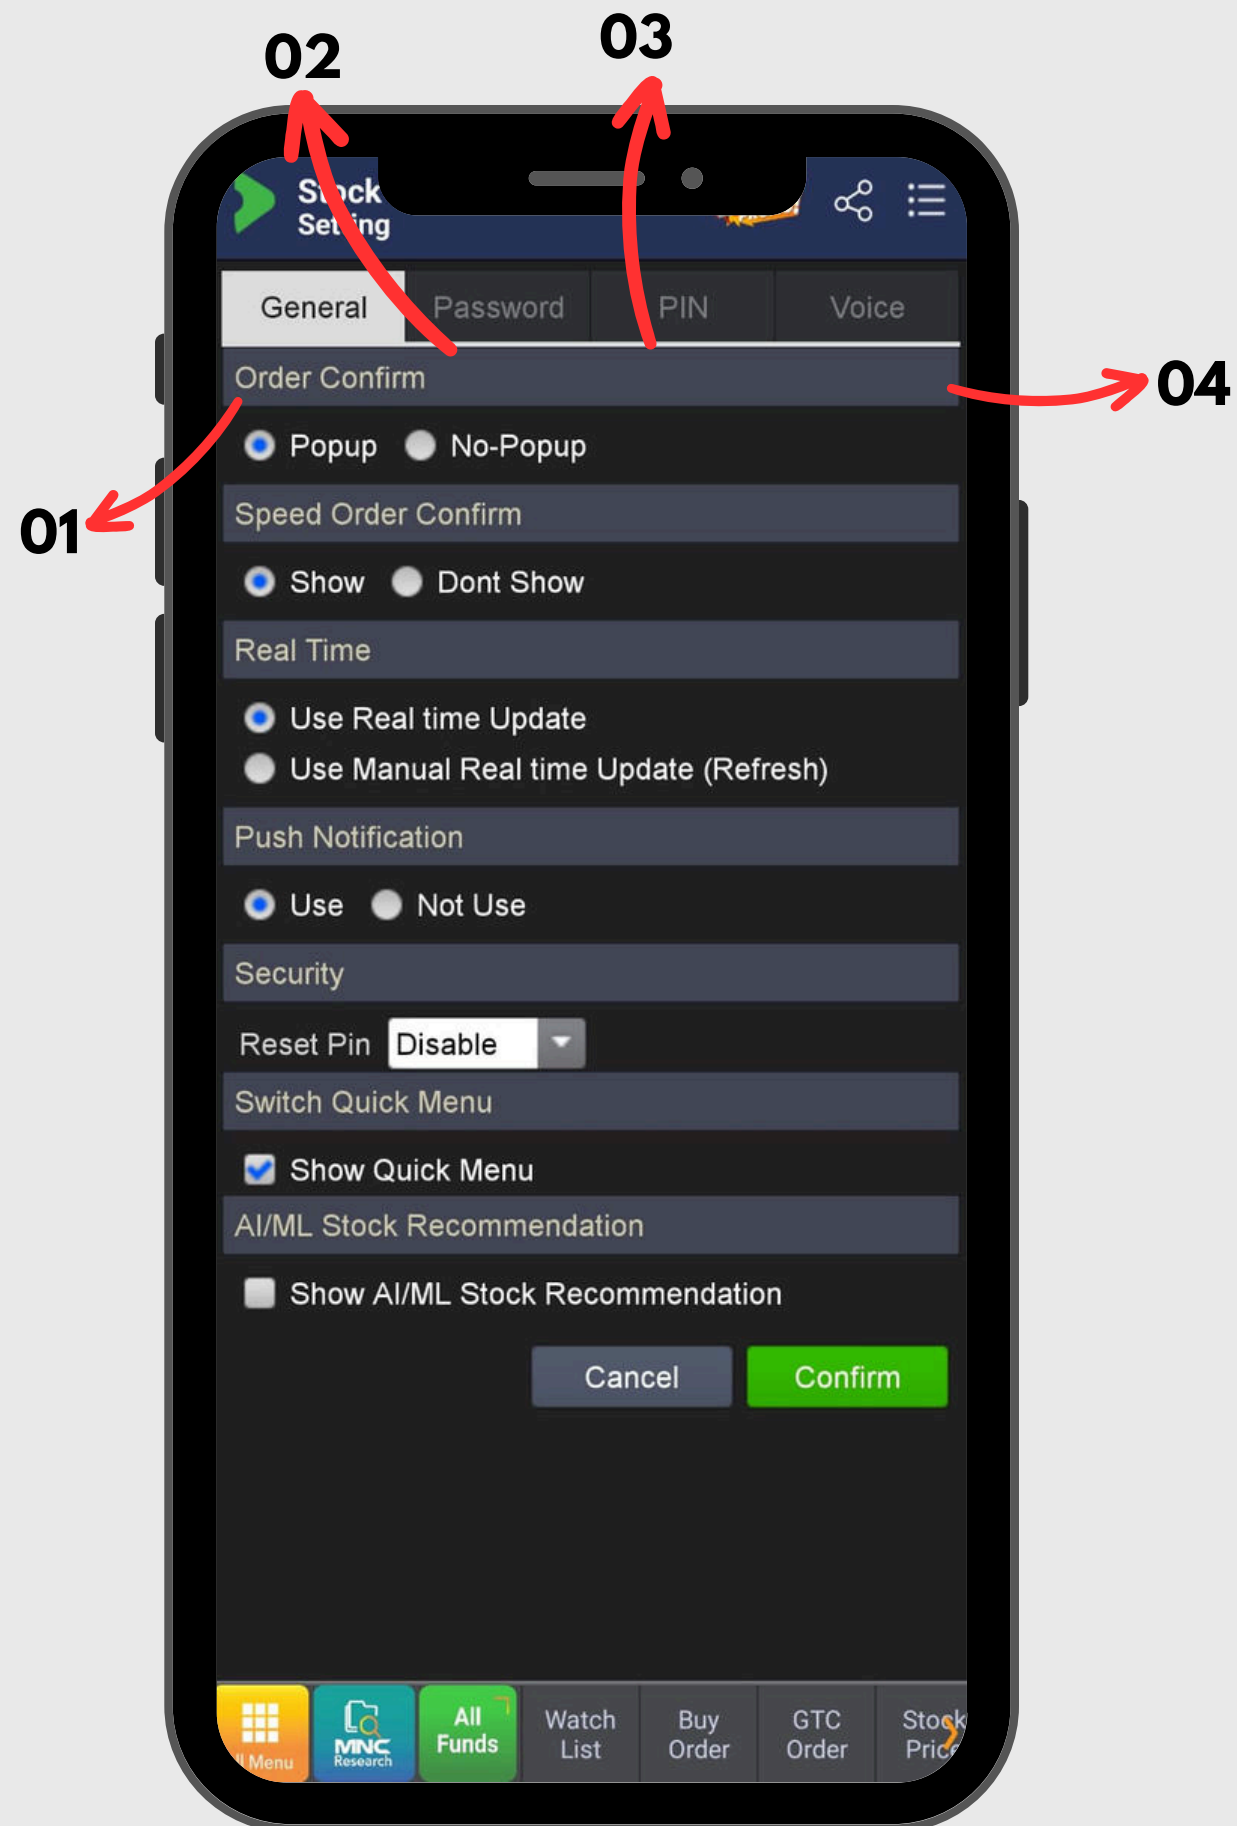 02
03
Stock
Setting
General Password PIN Voice
Order Confirm
04
Popup No-Popup
Speed Order Confirm
01
Show Dont Show
Real Time
Use Real time Update
Use Manual Real time Update (Refresh)
Push Notification
Use Not Use
Security
Reset Pin Disable
Switch Quick Menu
Show Quick Menu
AI/ML Stock Recommendation
Show AI/ML Stock Recommendation
Cancel Confirm
Menu
MNC
Research
All
Funds
Watch
List
Buy
Order
GTC
Order
Stock
Price